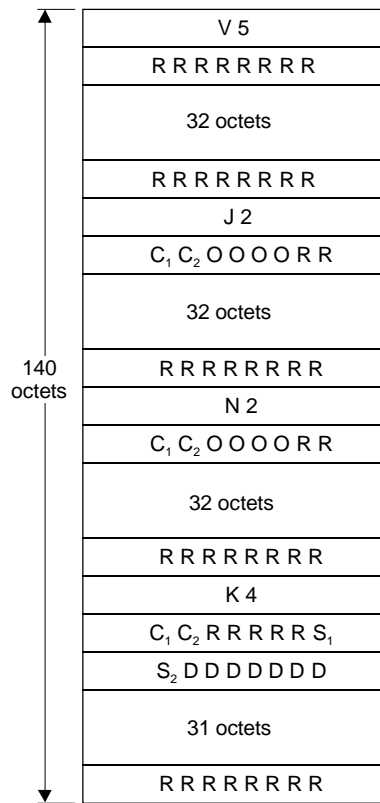 V 5
R R R R R R R R
32 octets
R R R R R R R R
J 2
C₁ C₂ O O O O R R
32 octets
140
octets
R R R R R R R R
N 2
C₁ C₂ O O O O R R
32 octets
R R R R R R R R
K 4
C₁ C₂ R R R R R S₁
S₂ D D D D D D D
31 octets
R R R R R R R R